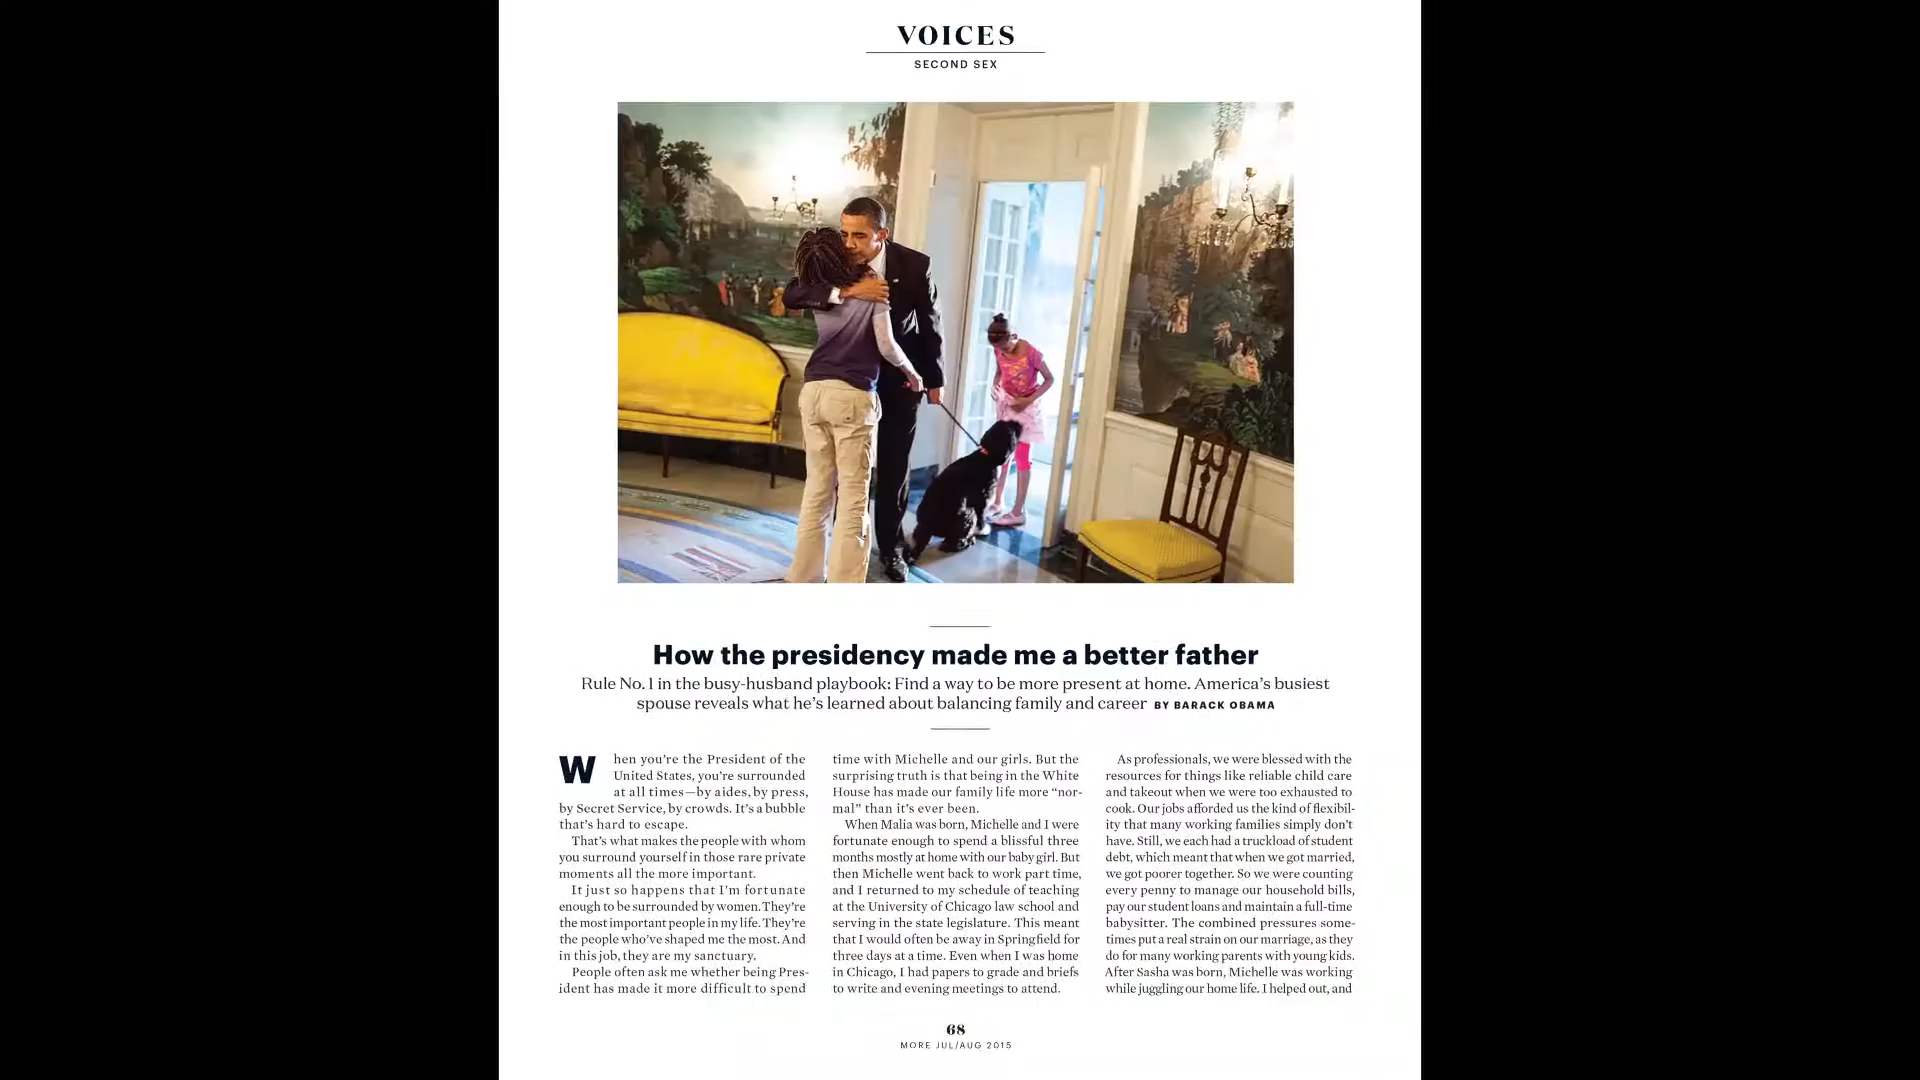 VOICES
SECOND SEX
How the presidency made me a better father
Rule No. 1 in the busy-husband playbook: Find a way to be more present at home. America's busiest
spouse reveals what he's learned about balancing family and career BY BARACK OBAMA
When you're the President of the
United States, you're surrounded
at all times—by aides, by press,
by Secret Service, by crowds. It's a bubble
that's hard to escape.
That's what makes the people with whom
you surround yourself in those rare private
moments all the more important.
It just so happens that I'm fortunate
enough to be surrounded by women. They're
the most important people in my life. They're
the people who've shaped me the most. And
in this job, they are my sanctuary.
People often ask me whether being Pres-
ident has made it more difficult to spend
time with Michelle and our girls. But the
surprising truth is that being in the White
House has made our family life more “nor-
mal” than it's ever been.
When Malia was born, Michelle and I were
fortunate enough to spend a blissful three
months mostly at home with our baby girl. But
then Michelle went back to work part time,
and I returned to my schedule of teaching
at the University of Chicago law school and
serving in the state legislature. This meant
that I would often be away in Springfield for
three days at a time. Even when I was home
in Chicago, I had papers to grade and briefs
to write and evening meetings to attend.
As professionals, we were blessed with the
resources for things like reliable child care
and takeout when we were too exhausted to
cook. Our jobs afforded us the kind of flexibil-
ity that many working families simply don't
have. Still, we each had a truckload of student
debt, which meant that when we got married,
we got poorer together. So we were counting
every penny to manage our household bills,
pay our student loans and maintain a full-time
babysitter. The combined pressures some-
times put a real strain on our marriage, as they
do for many working parents with young kids.
After Sasha was born, Michelle was working
while juggling our home life. I helped out, and
68
MORE JUL/AUG 2015